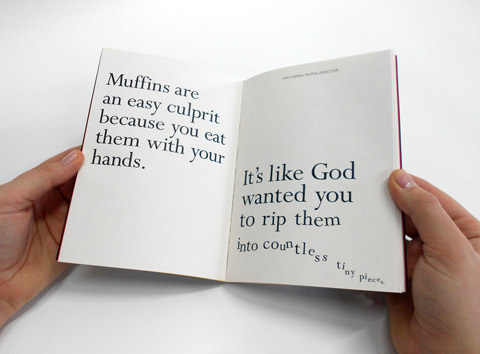 Muffins are
an easy culprit
because you eat
them with your
hands.
It's like God
wanted you
to rip them
into countless
tiny pieces.